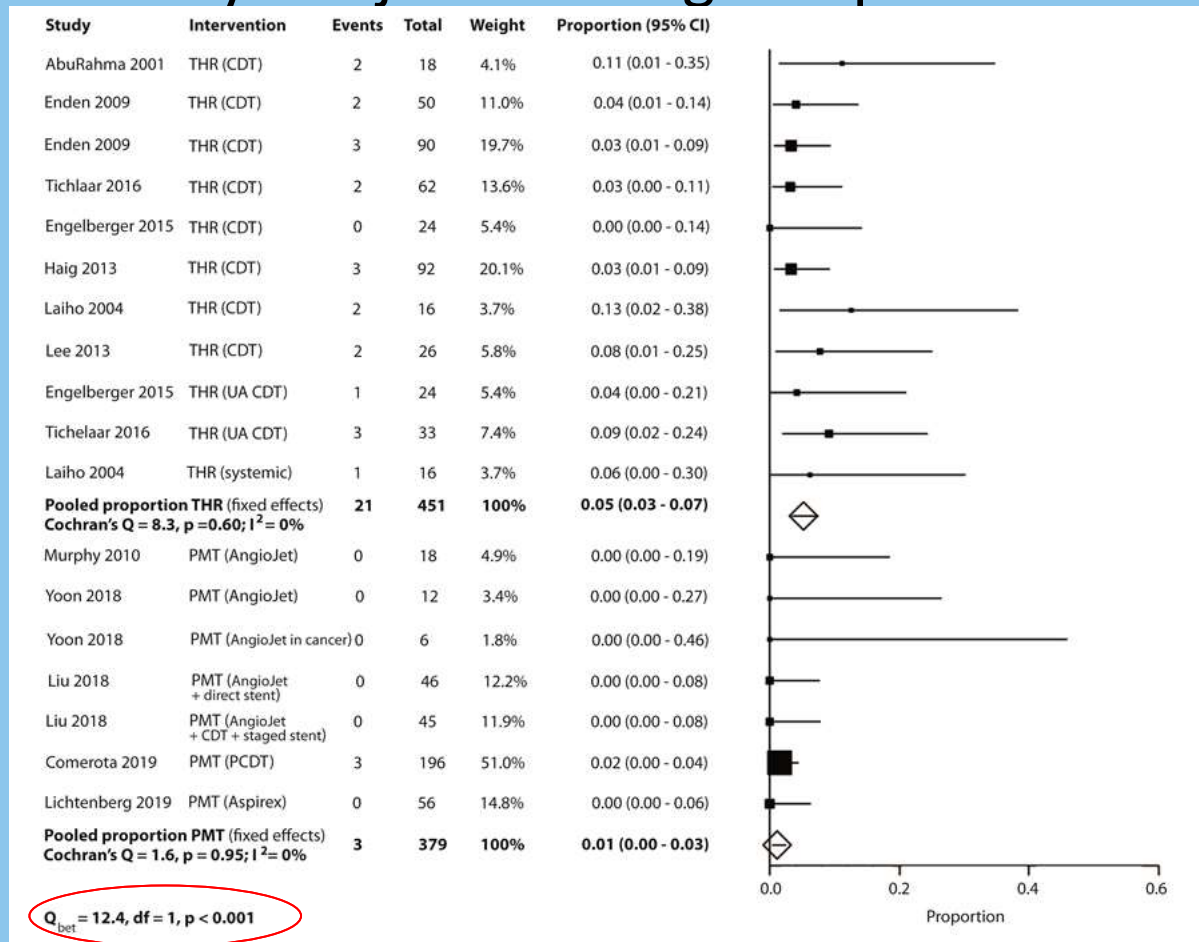 Study Intervention Events Total Weight Proportion (95% CI)
AbuRahma 2001 THR (CDT) 2 18 4.1% 0.11 (0.01 - 0.35)
Enden 2009 THR (CDT) 2 50 11.0% 0.04 (0.01 - 0.14)
Enden 2009 THR (CDT) 3 90 19.7% 0.03 (0.01 - 0.09)
Tichlaar 2016 THR (CDT) 2 62 13.6% 0.03 (0.00 - 0.11)
Engelberger 2015 THR (CDT) 0 24 5.4% 0.00 (0.00 - 0.14)
Haig 2013 THR (CDT) 3 92 20.1% 0.03 (0.01 - 0.09)
Laiho 2004 THR (CDT) 2 16 3.7% 0.13 (0.02 - 0.38)
Lee 2013 THR (CDT) 2 26 5.8% 0.08 (0.01 - 0.25)
Engelberger 2015 THR (UA CDT) 1 24 5.4% 0.04 (0.00 - 0.21)
Tichelaar 2016 THR (UA CDT) 3 33 7.4% 0.09 (0.02 - 0.24)
Laiho 2004 THR (systemic) 1 16 3.7% 0.06 (0.00 - 0.30)
Pooled proportion THR (fixed effects) 21 451 100% 0.05 (0.03 - 0.07)
Cochran's Q = 8.3, p =0.60; I²= 0%
Murphy 2010 PMT (AngioJet) 0 18 4.9% 0.00 (0.00 - 0.19)
Yoon 2018 PMT (AngioJet) 0 12 3.4% 0.00 (0.00 - 0.27)
Yoon 2018 PMT (AngioJet in cancer) 0 6 1.8% 0.00 (0.00 - 0.46)
Liu 2018 PMT (AngioJet 0 46 12.2% 0.00 (0.00 - 0.08)
+ direct stent)
Liu 2018 PMT (AngioJet 0 45 11.9% 0.00 (0.00 - 0.08)
+ CDT + staged stent)
Comerota 2019 PMT (PCDT) 3 196 51.0% 0.02 (0.00 - 0.04)
Lichtenberg 2019 PMT (Aspirex) 0 56 14.8% 0.00 (0.00 - 0.06)
Pooled proportion PMT (fixed effects) 3 379 100% 0.01 (0.00 - 0.03)
Cochran's Q = 1.6, p = 0.95; I²= 0%
0.0 0.2 0.4 0.6
Proportion
Q_bet = 12.4, df = 1, p < 0.001